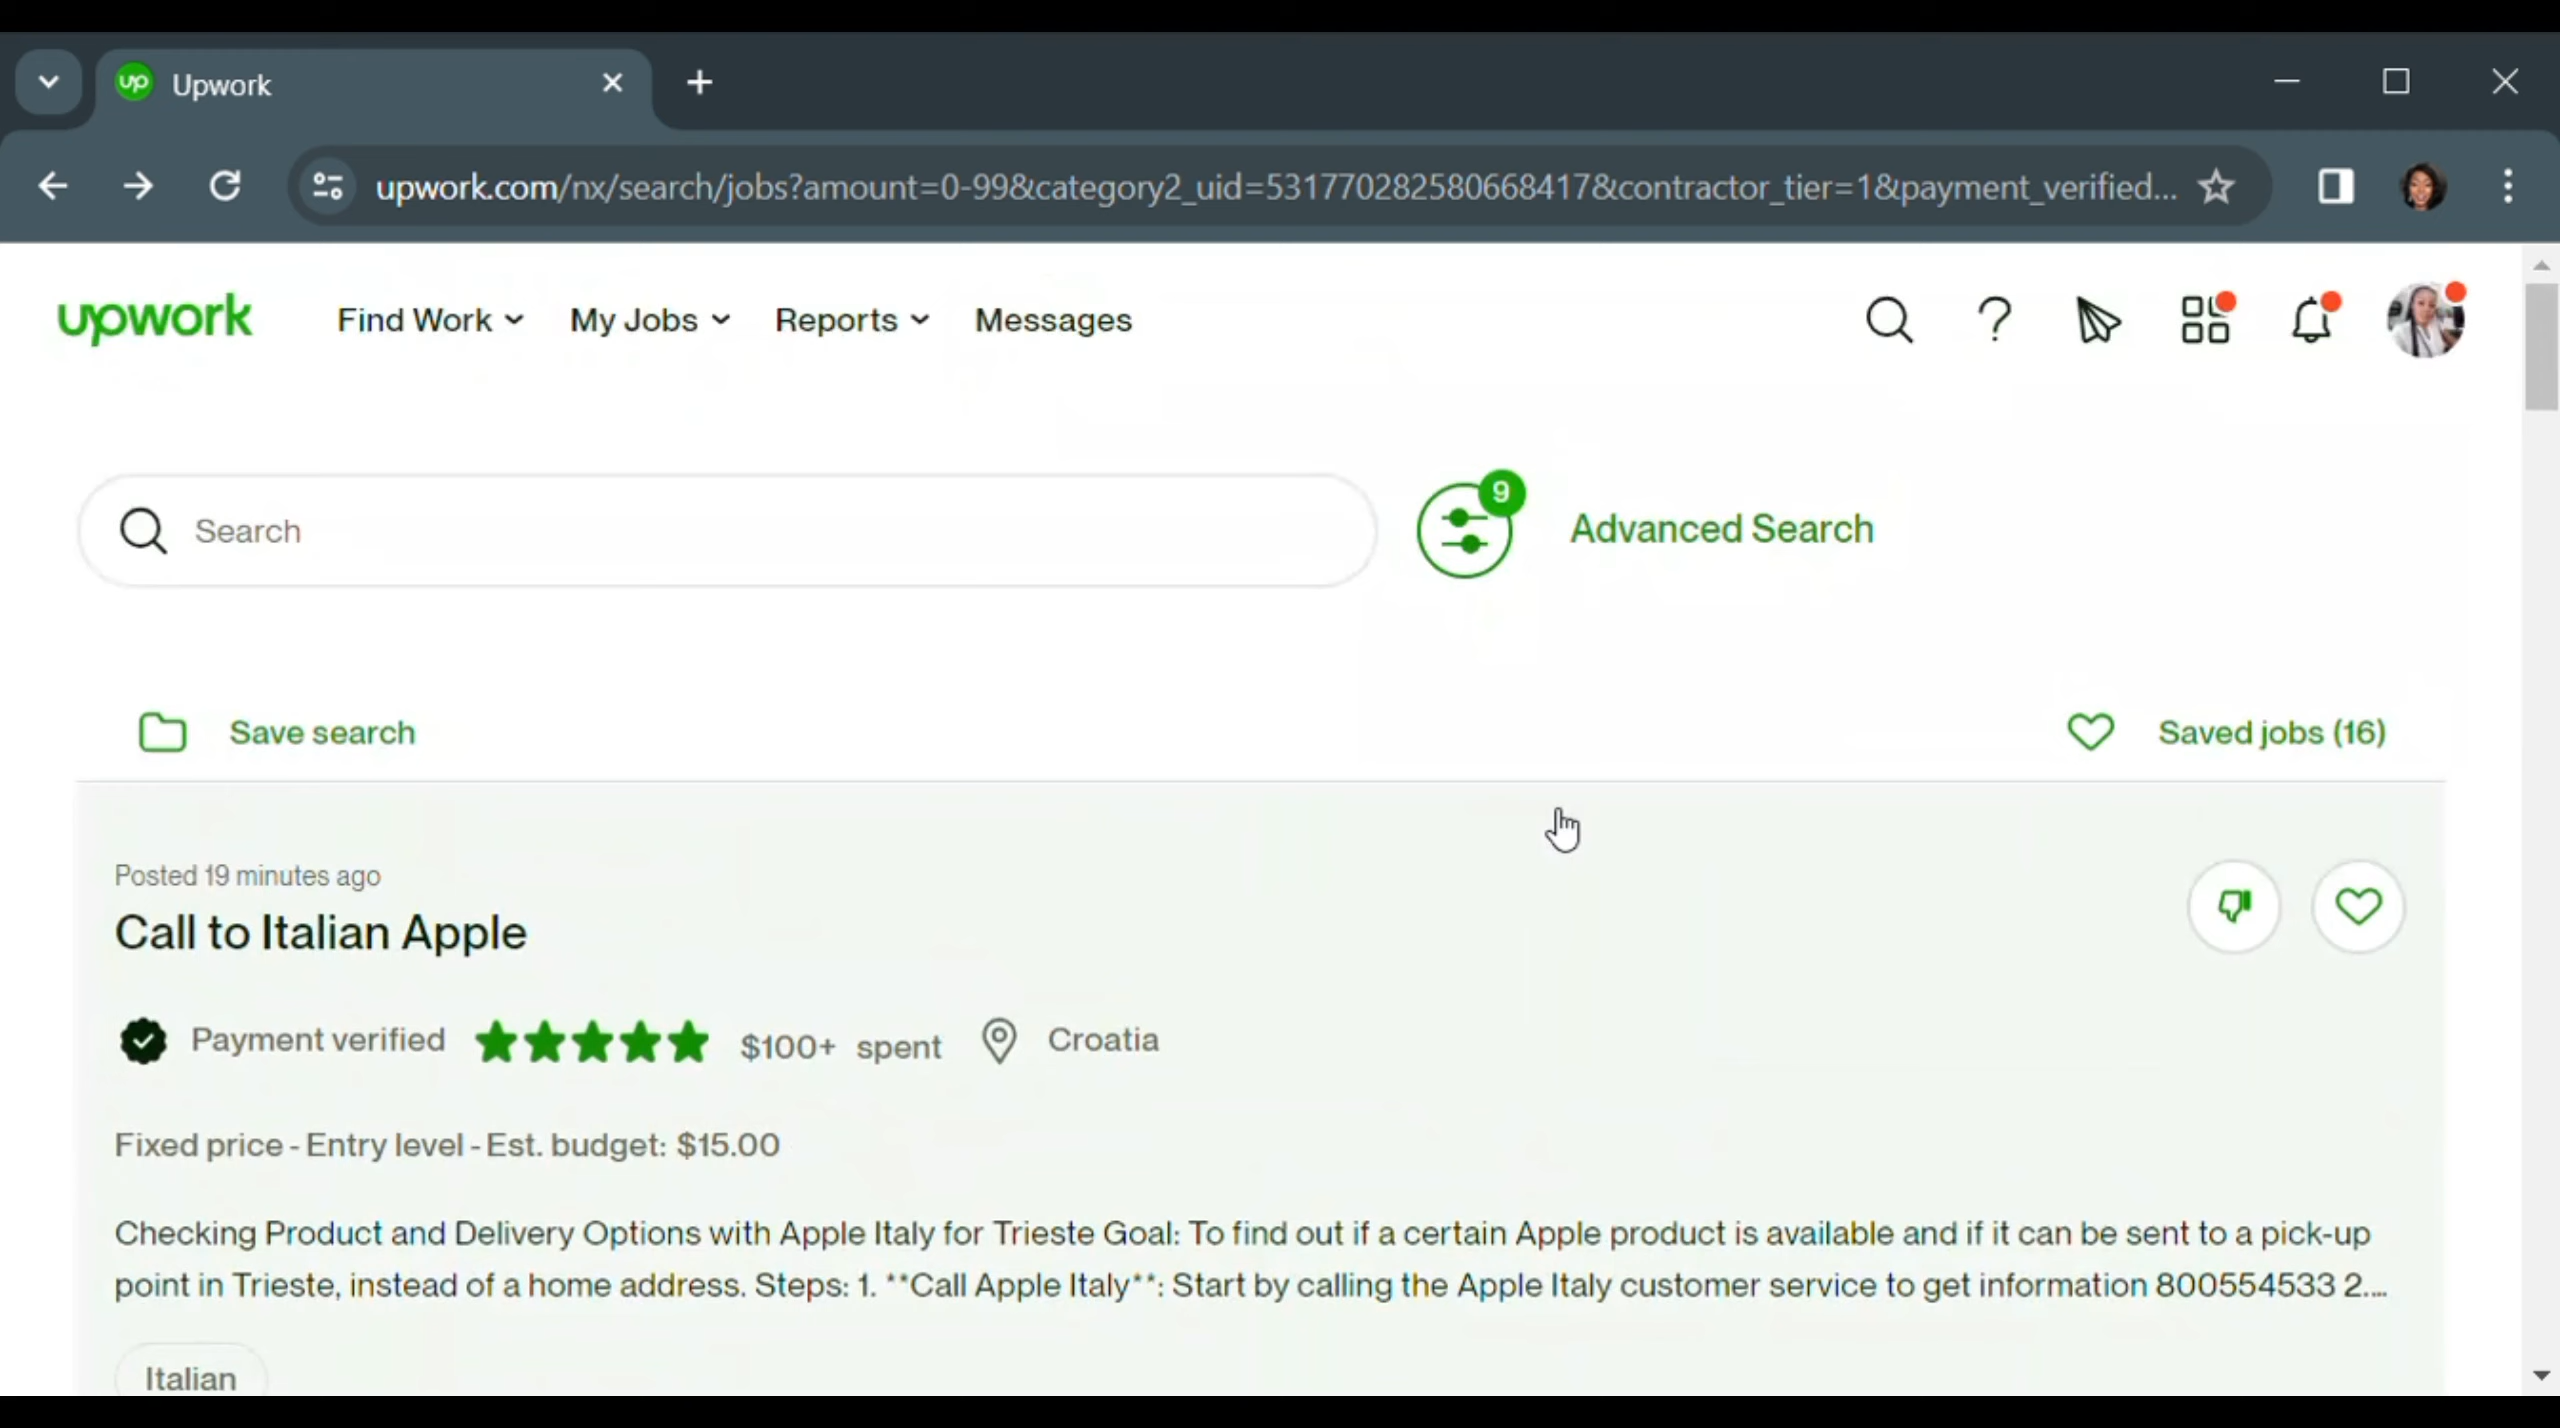 up Upwork
upwork.com/nx/search/jobs?amount=0-99&category2_uid=531770282580668417&contractor_tier=1&payment_verified...
upwork Find Work My Jobs Reports Messages
Search 9 Advanced Search
Save search Saved jobs (16)
Posted 19 minutes ago
Call to Italian Apple
Payment verified $100+ spent Croatia
Fixed price - Entry level - Est. budget: $15.00
Checking Product and Delivery Options with Apple Italy for Trieste Goal: To find out if a certain Apple product is available and if it can be sent to a pick-up
point in Trieste, instead of a home address. Steps: 1. **Call Apple Italy**: Start by calling the Apple Italy customer service to get information 800554533 2....
Italian